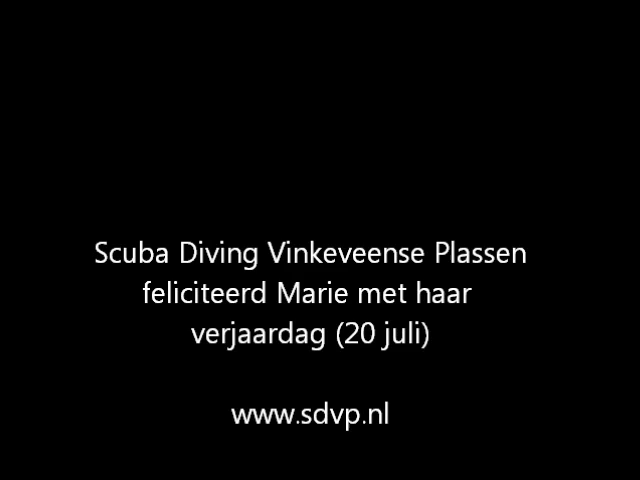 Scuba Diving Vinkeveense Plassen
feliciteerd Marie met haar
verjaardag (20 juli)
www.sdvp.nl